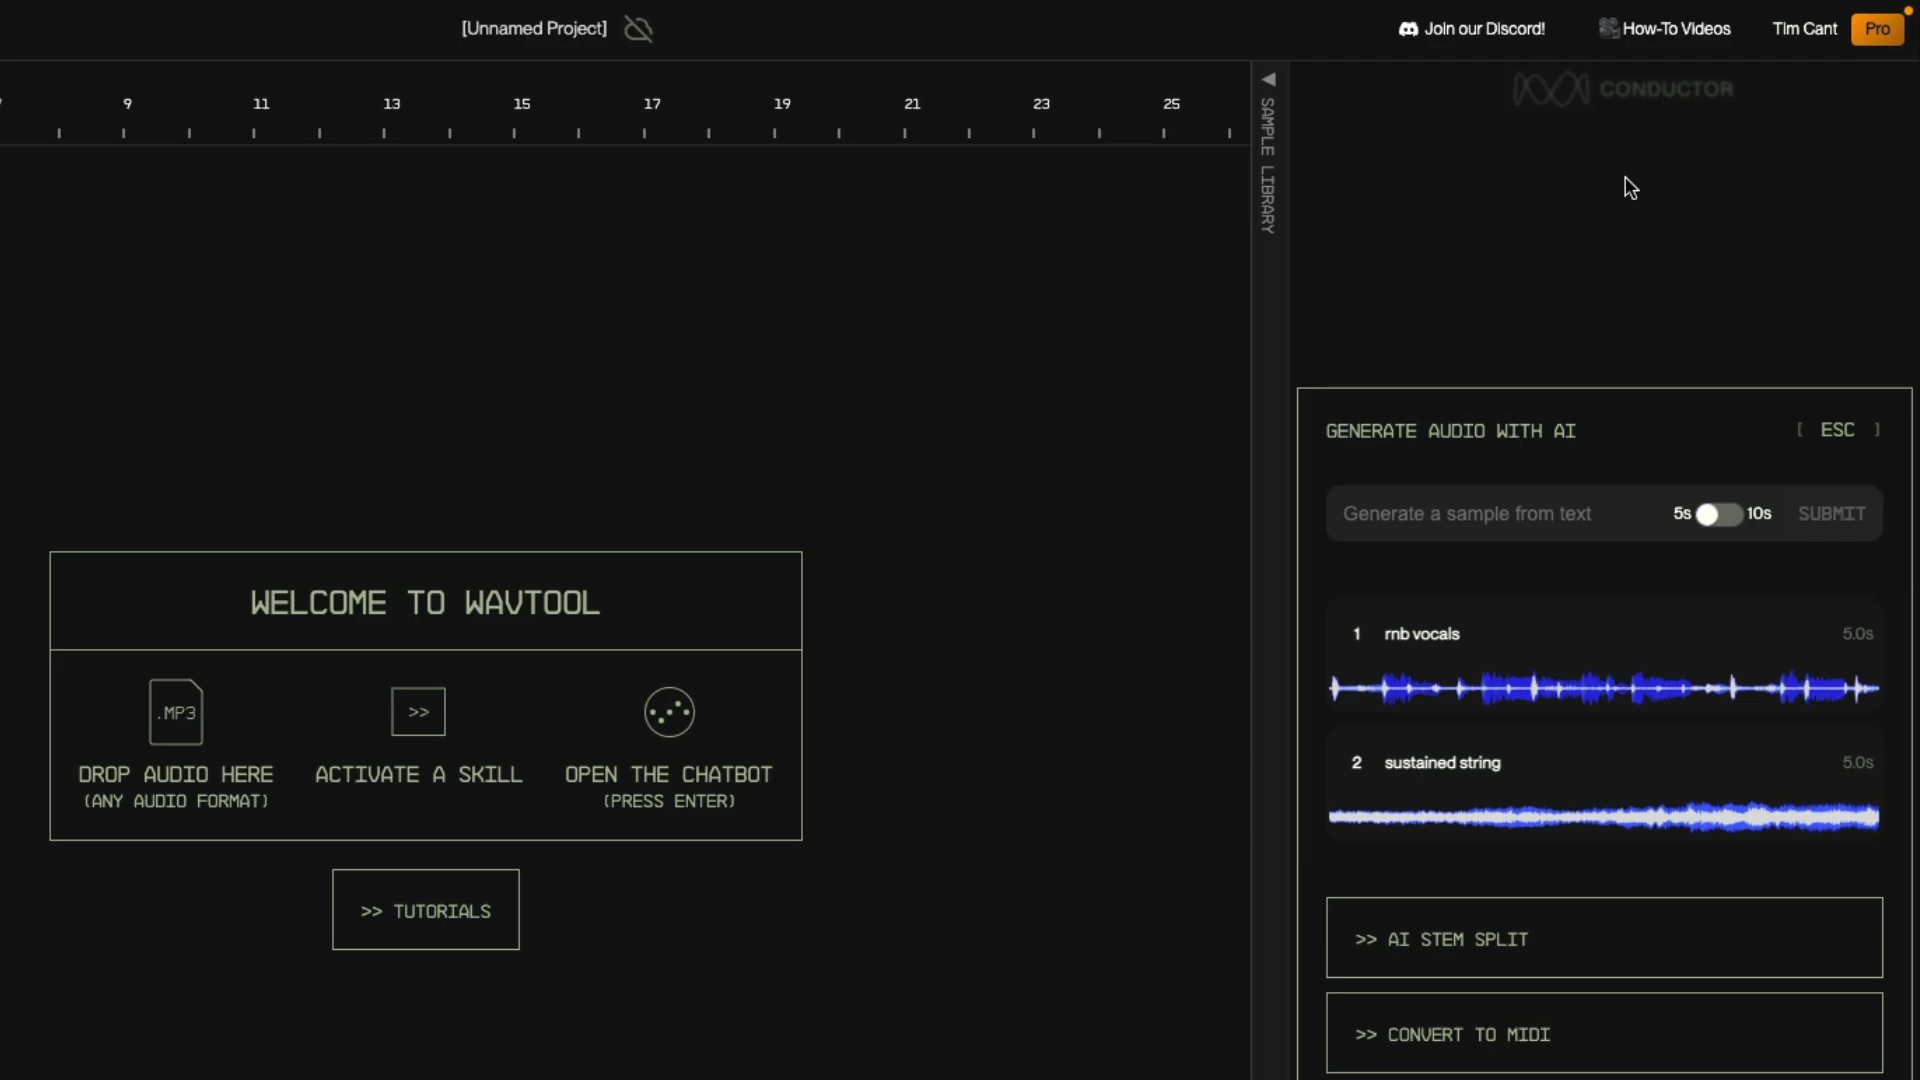 [Unnamed Project]
Join our Discord!
How-To Videos
Tim Cant
Pro
9 11 13 15 17 19 21 23 25
SAMPLE LIBRARY
CONDUCTOR
GENERATE AUDIO WITH AI
[ ESC ]
Generate a sample from text
5s 10s
SUBMIT
1 rnb vocals 5.0s
2 sustained string 5.0s
>> AI STEM SPLIT
>> CONVERT TO MIDI
WELCOME TO WAVTOOL
.MP3
DROP AUDIO HERE
(ANY AUDIO FORMAT)
>>
ACTIVATE A SKILL
OPEN THE CHATBOT
(PRESS ENTER)
>> TUTORIALS